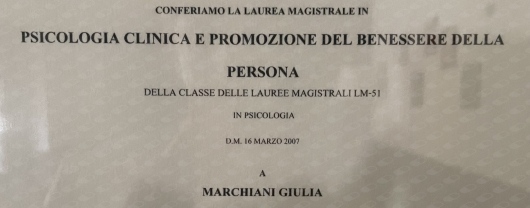 CONFERIAMO LA LAUREA MAGISTRALE IN
PSICOLOGIA CLINICA E PROMOZIONE DEL BENESSERE DELLA
PERSONA
DELLA CLASSE DELLE LAUREE MAGISTRALI LM-51
IN PSICOLOGIA
D.M. 16 MARZO 2007
A
MARCHIANI GIULIA